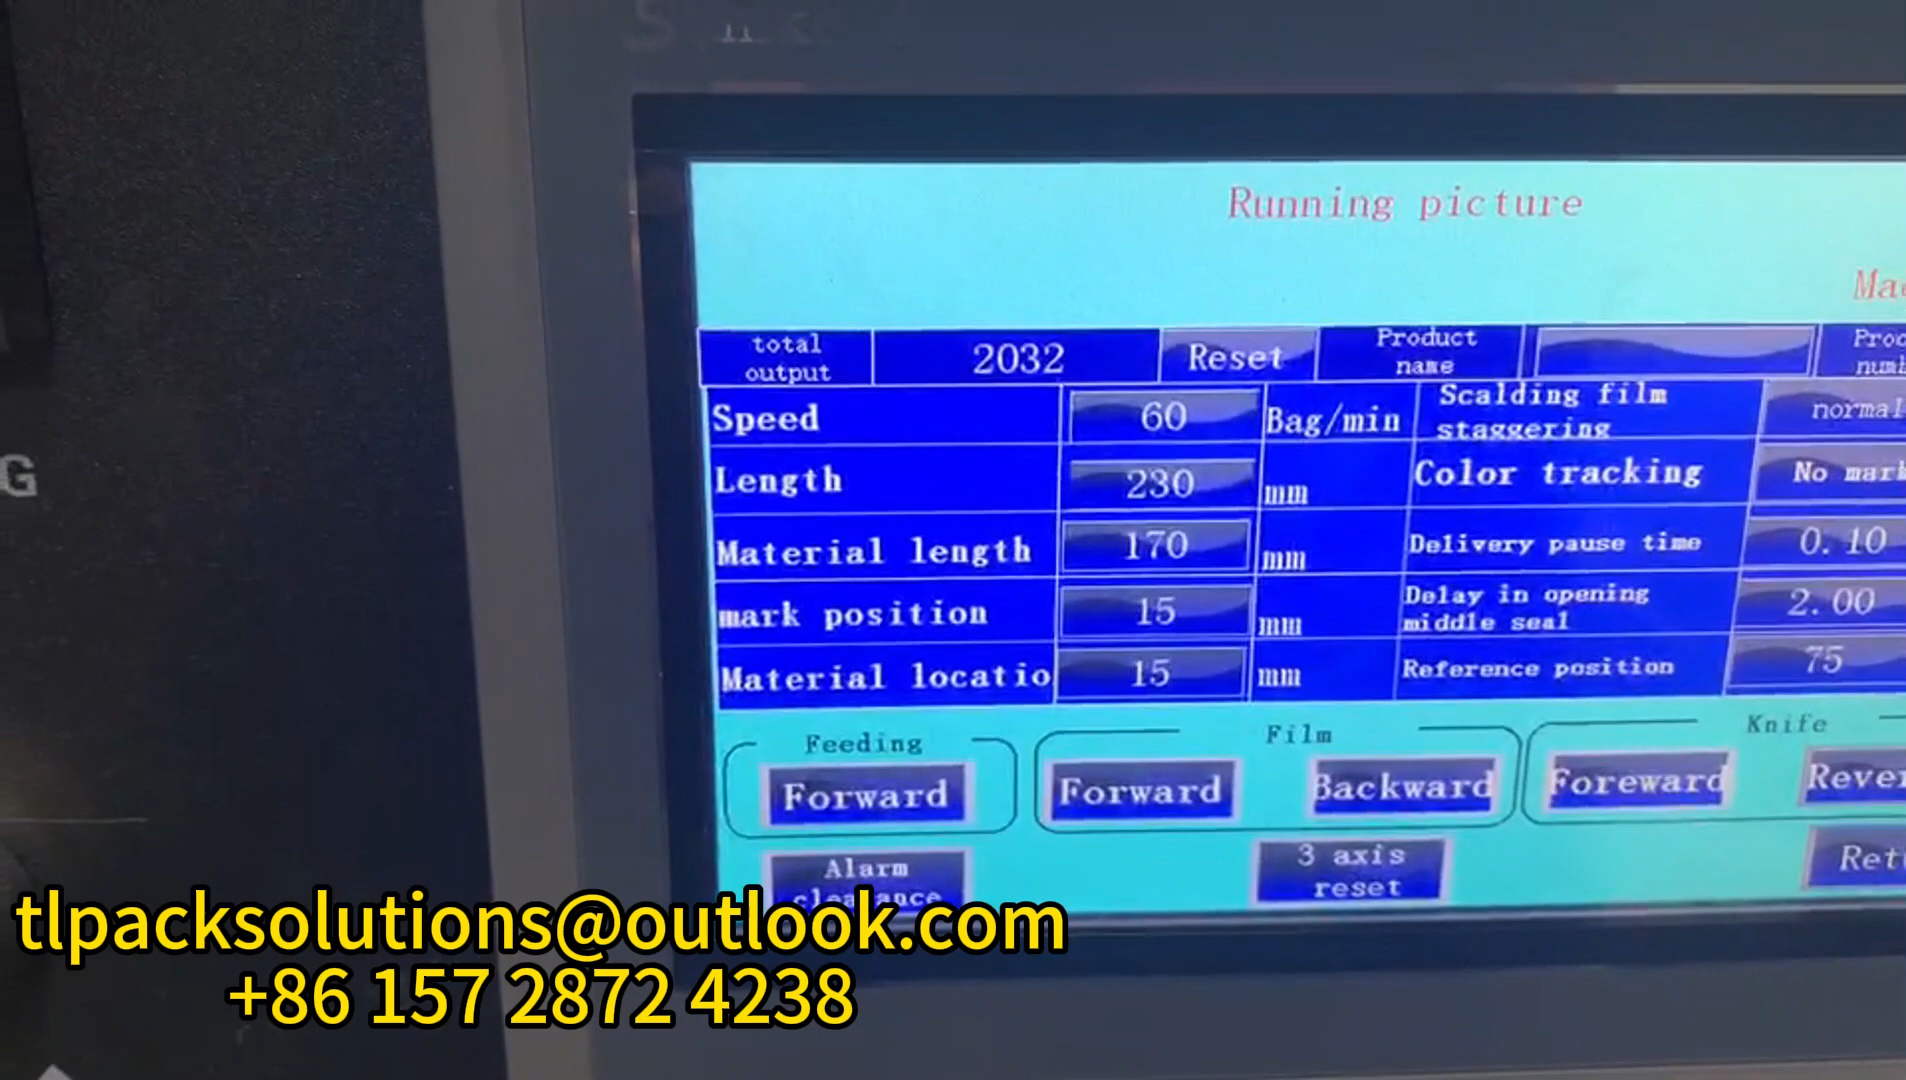 G
Running picture
total output 2032 Reset Product name
Speed 60 Bag/min Scalding film staggering normal
Length 230 mm Color tracking No mark
Material length 170 mm Delivery pause time 0.10
mark position 15 mm Delay in opening middle seal 2.00
Material locatio 15 mm Reference position 75
Feeding Film Knife
Forward Forward Backward Foreward
Alarm clearance 3 axis reset
tlpacksolutions@outlook.com
+86 157 2872 4238